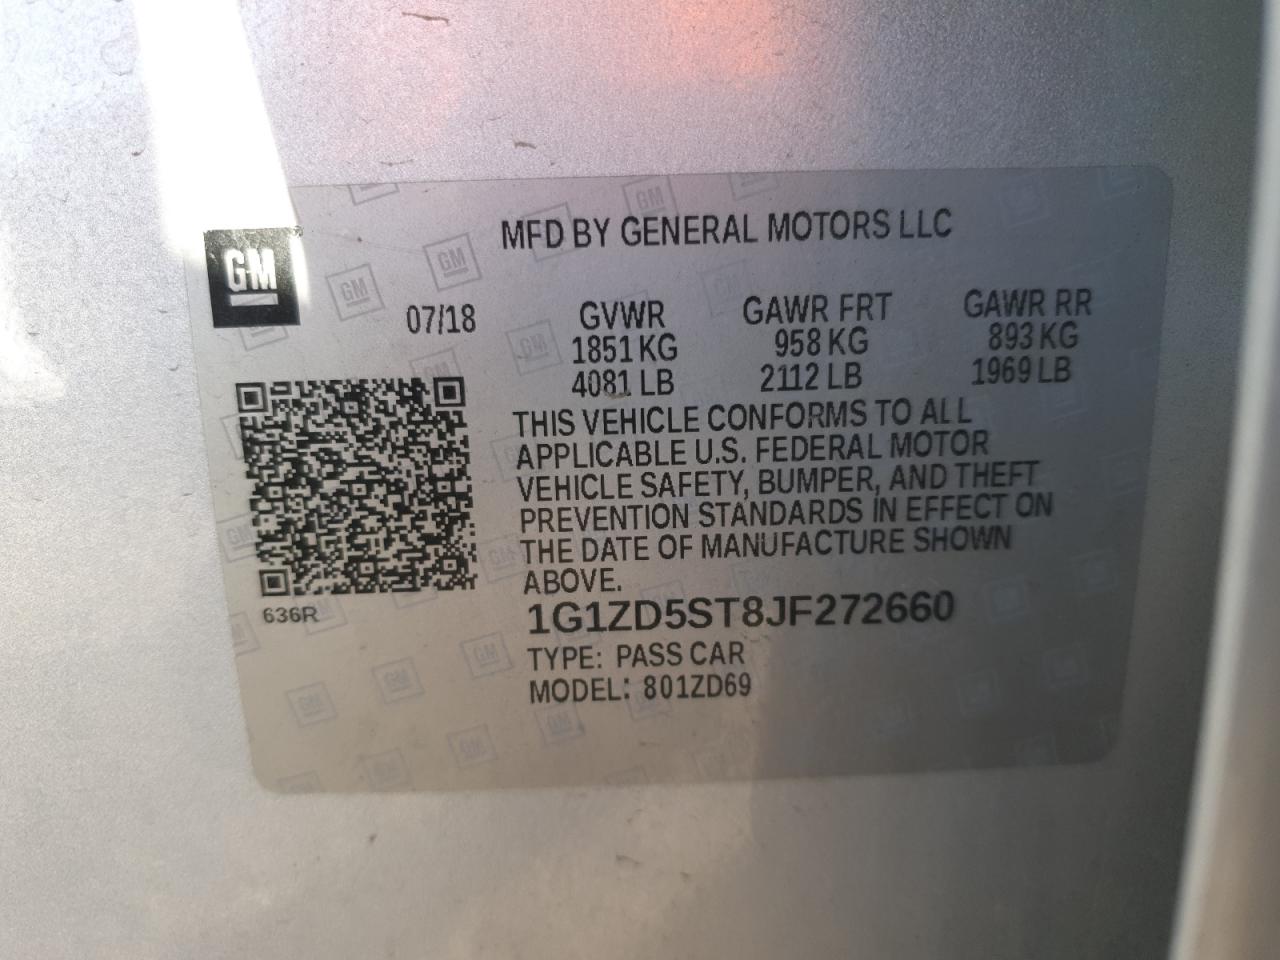 GM
MFD BY GENERAL MOTORS LLC
07/18
GVWR GAWR FRT GAWR RR
1851 KG 958 KG 893 KG
4081 LB 2112 LB 1969 LB
THIS VEHICLE CONFORMS TO ALL
APPLICABLE U.S. FEDERAL MOTOR
VEHICLE SAFETY, BUMPER, AND THEFT
PREVENTION STANDARDS IN EFFECT ON
THE DATE OF MANUFACTURE SHOWN
ABOVE.
636R
1G1ZD5ST8JF272660
TYPE: PASS CAR
MODEL: 801ZD69